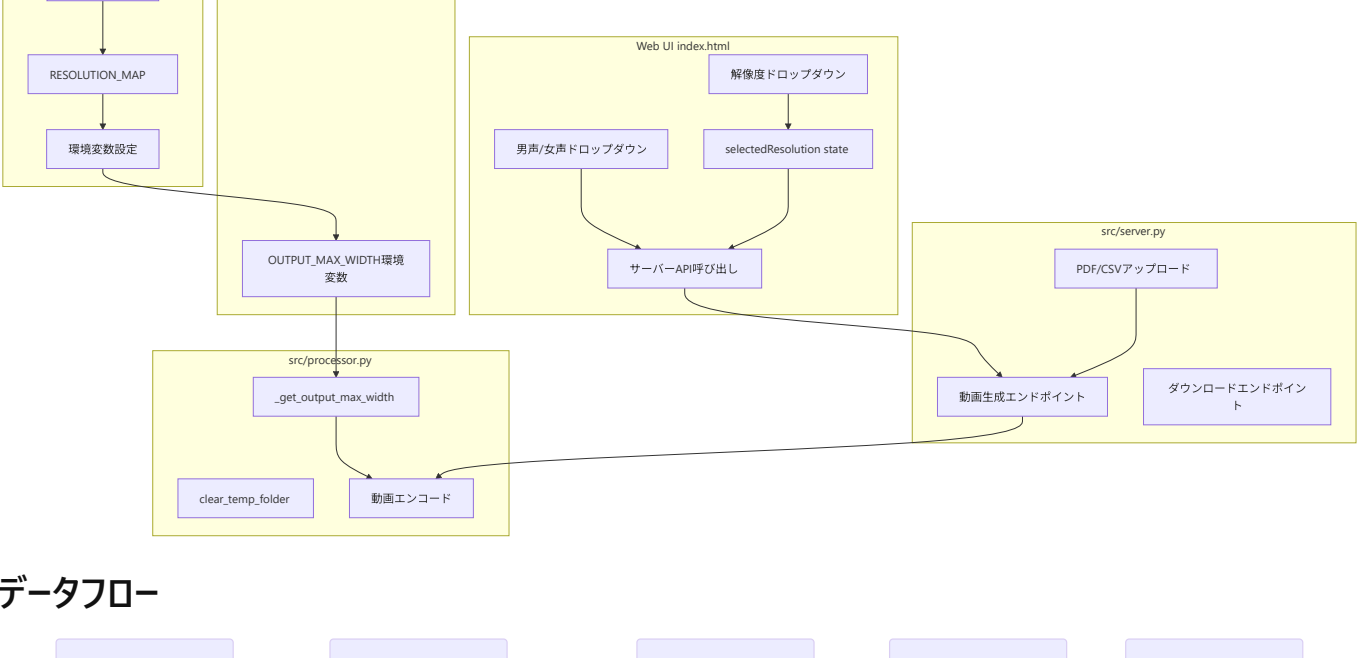 RESOLUTION_MAP
環境変数設定
OUTPUT_MAX_WIDTH環境
変数
Web UI index.html
解像度ドロップダウン
男声/女声ドロップダウン
selectedResolution state
サーバーAPI呼び出し
src/server.py
PDF/CSVアップロード
動画生成エンドポイント
ダウンロードエンドポイン
ト
src/processor.py
_get_output_max_width
clear_temp_folder
動画エンコード
データフロー